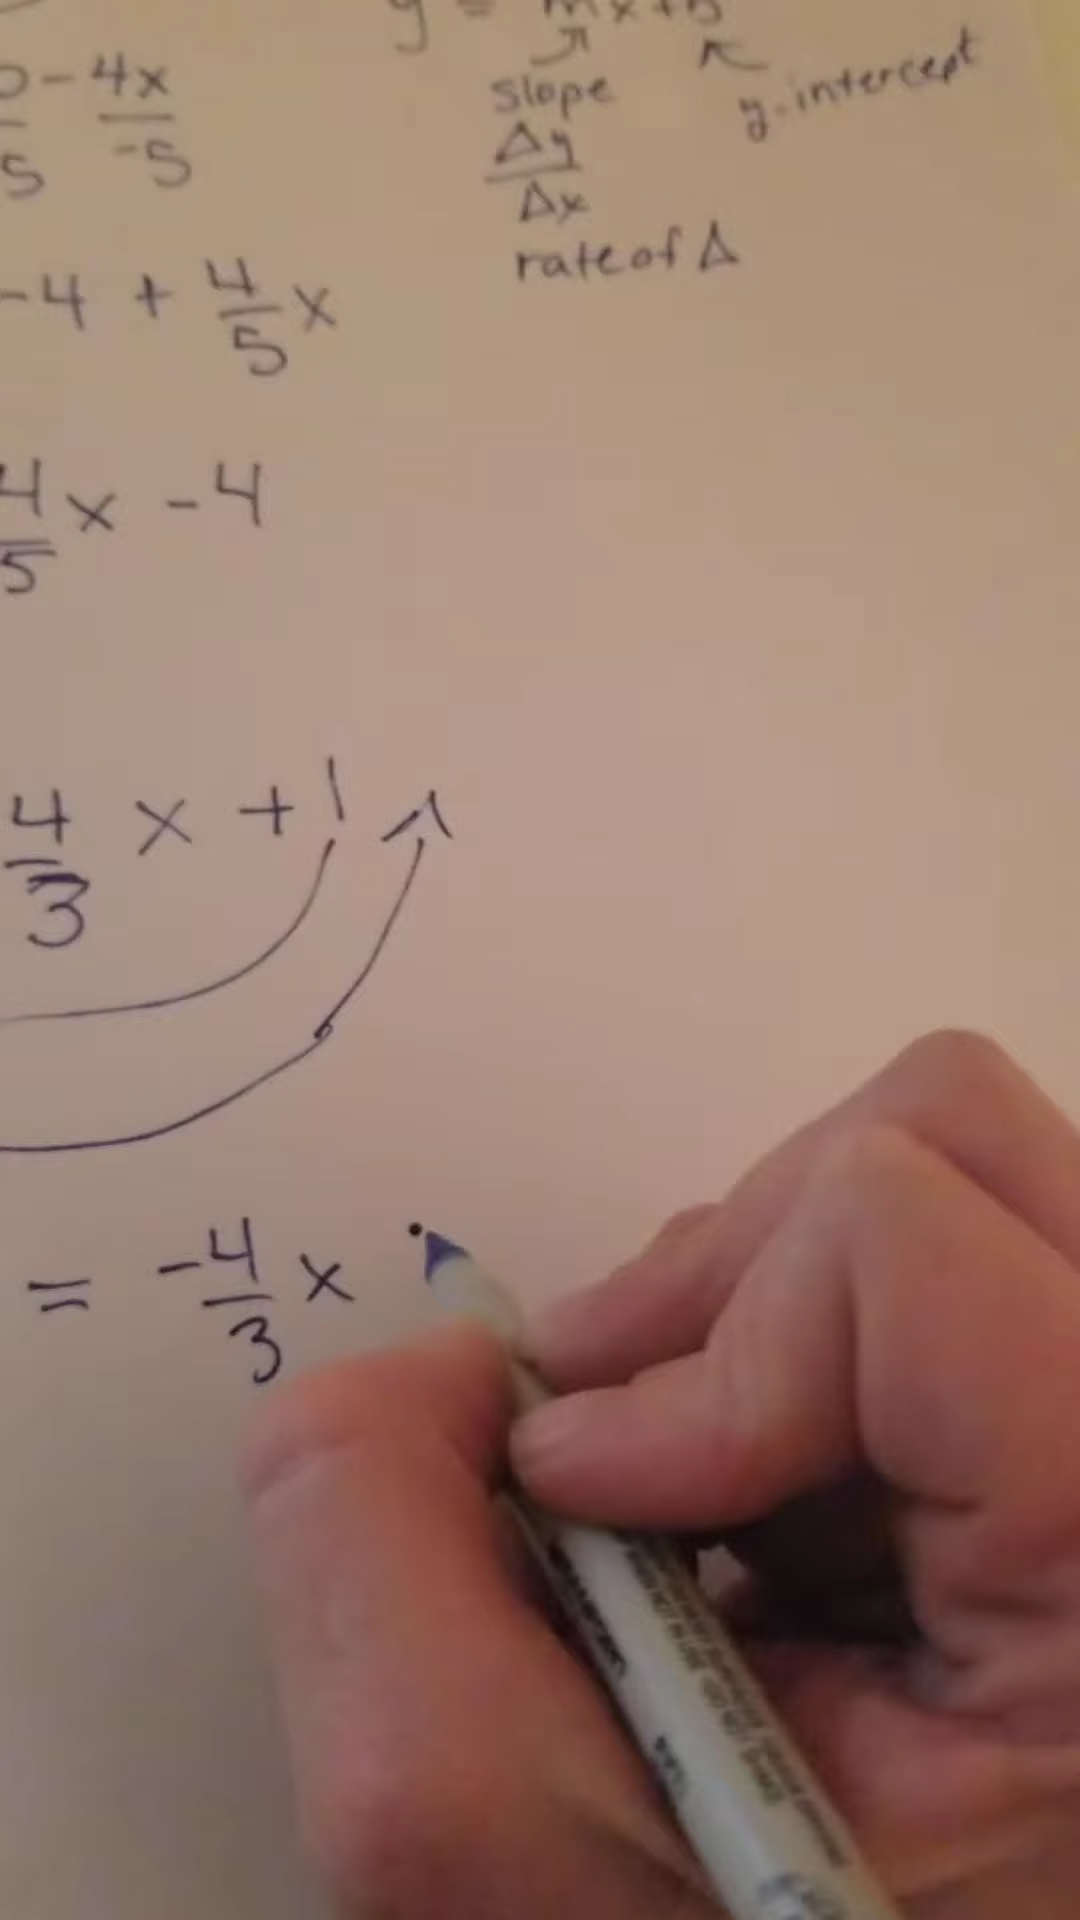 y = mx+b
slope
y-intercept
Δy
Δx
rate of Δ
- 4x
5 -5
-4 + 4/5 x
4/5 x - 4
4/3 x + 1
= -4/3 x